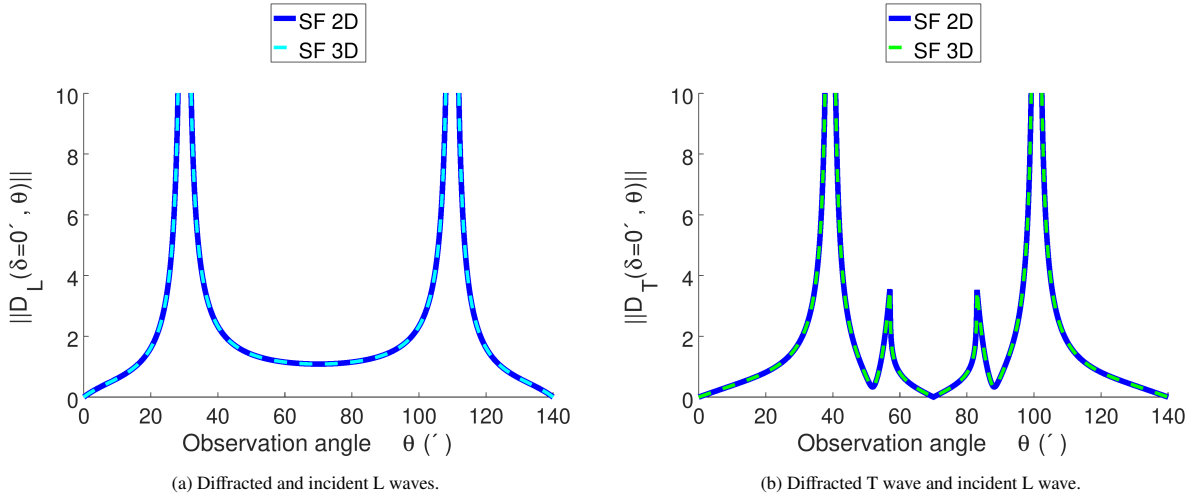 SF 2D
SF 3D
10
8
6
4
2
0
||D_L(δ=0´, θ)||
0 20 40 60 80 100 120 140
Observation angle θ (´ )
(a) Diffracted and incident L waves.
SF 2D
SF 3D
10
8
6
4
2
0
||D_T(δ=0´, θ)||
0 20 40 60 80 100 120 140
Observation angle θ (´ )
(b) Diffracted T wave and incident L wave.